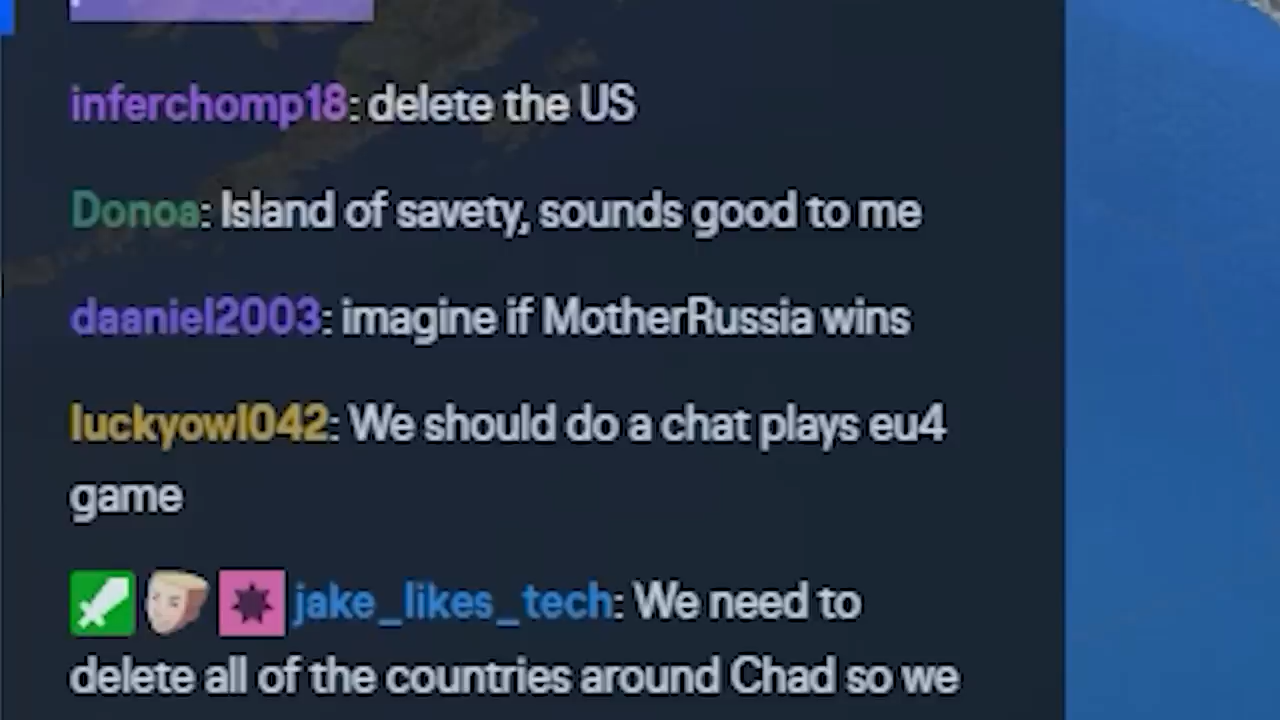 inferchomp18: delete the US
Donoa: Island of savety, sounds good to me
daaniel2003: imagine if MotherRussia wins
luckyowl042: We should do a chat plays eu4
game
jake_likes_tech: We need to
delete all of the countries around Chad so we